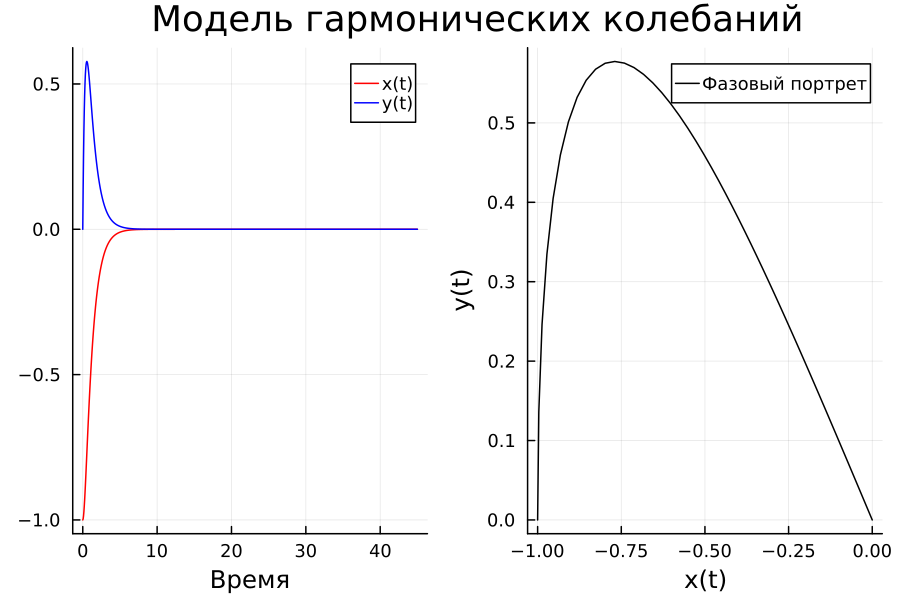 Модель гармонических колебаний
0.5
0.0
−0.5
−1.0
0 10 20 30 40
Время
x(t)
y(t)
y(t)
0.5
0.4
0.3
0.2
0.1
0.0
−1.00 −0.75 −0.50 −0.25 0.00
x(t)
Фазовый портрет